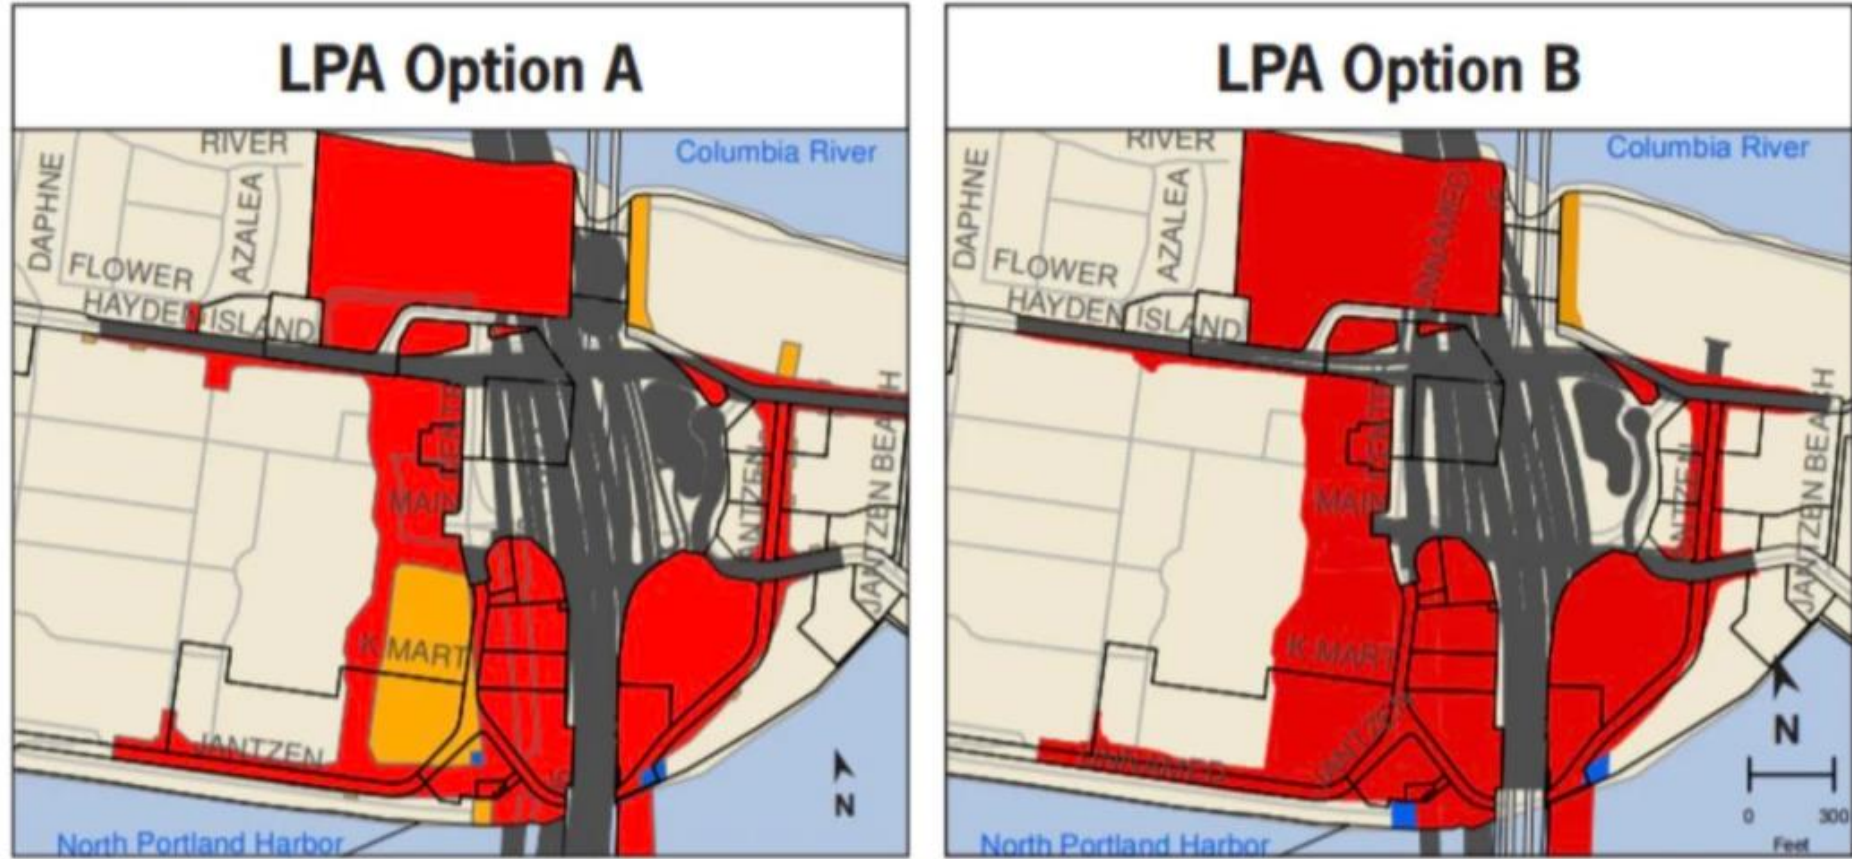 LPA Option A
RIVER
Columbia River
DAPHNE
AZALEA
FLOWER
HAYDEN ISLAND
MAIN
JANTZEN BEACH
K MART
JANTZEN
N
North Portland Harbor
LPA Option B
RIVER
Columbia River
DAPHNE
AZALEA
UNNAMED
FLOWER
HAYDEN ISLAND
MAIN
JANTZEN BEACH
K MART
JANTZEN
UNNAMED
N
0 300
Feet
North Portland Harbor